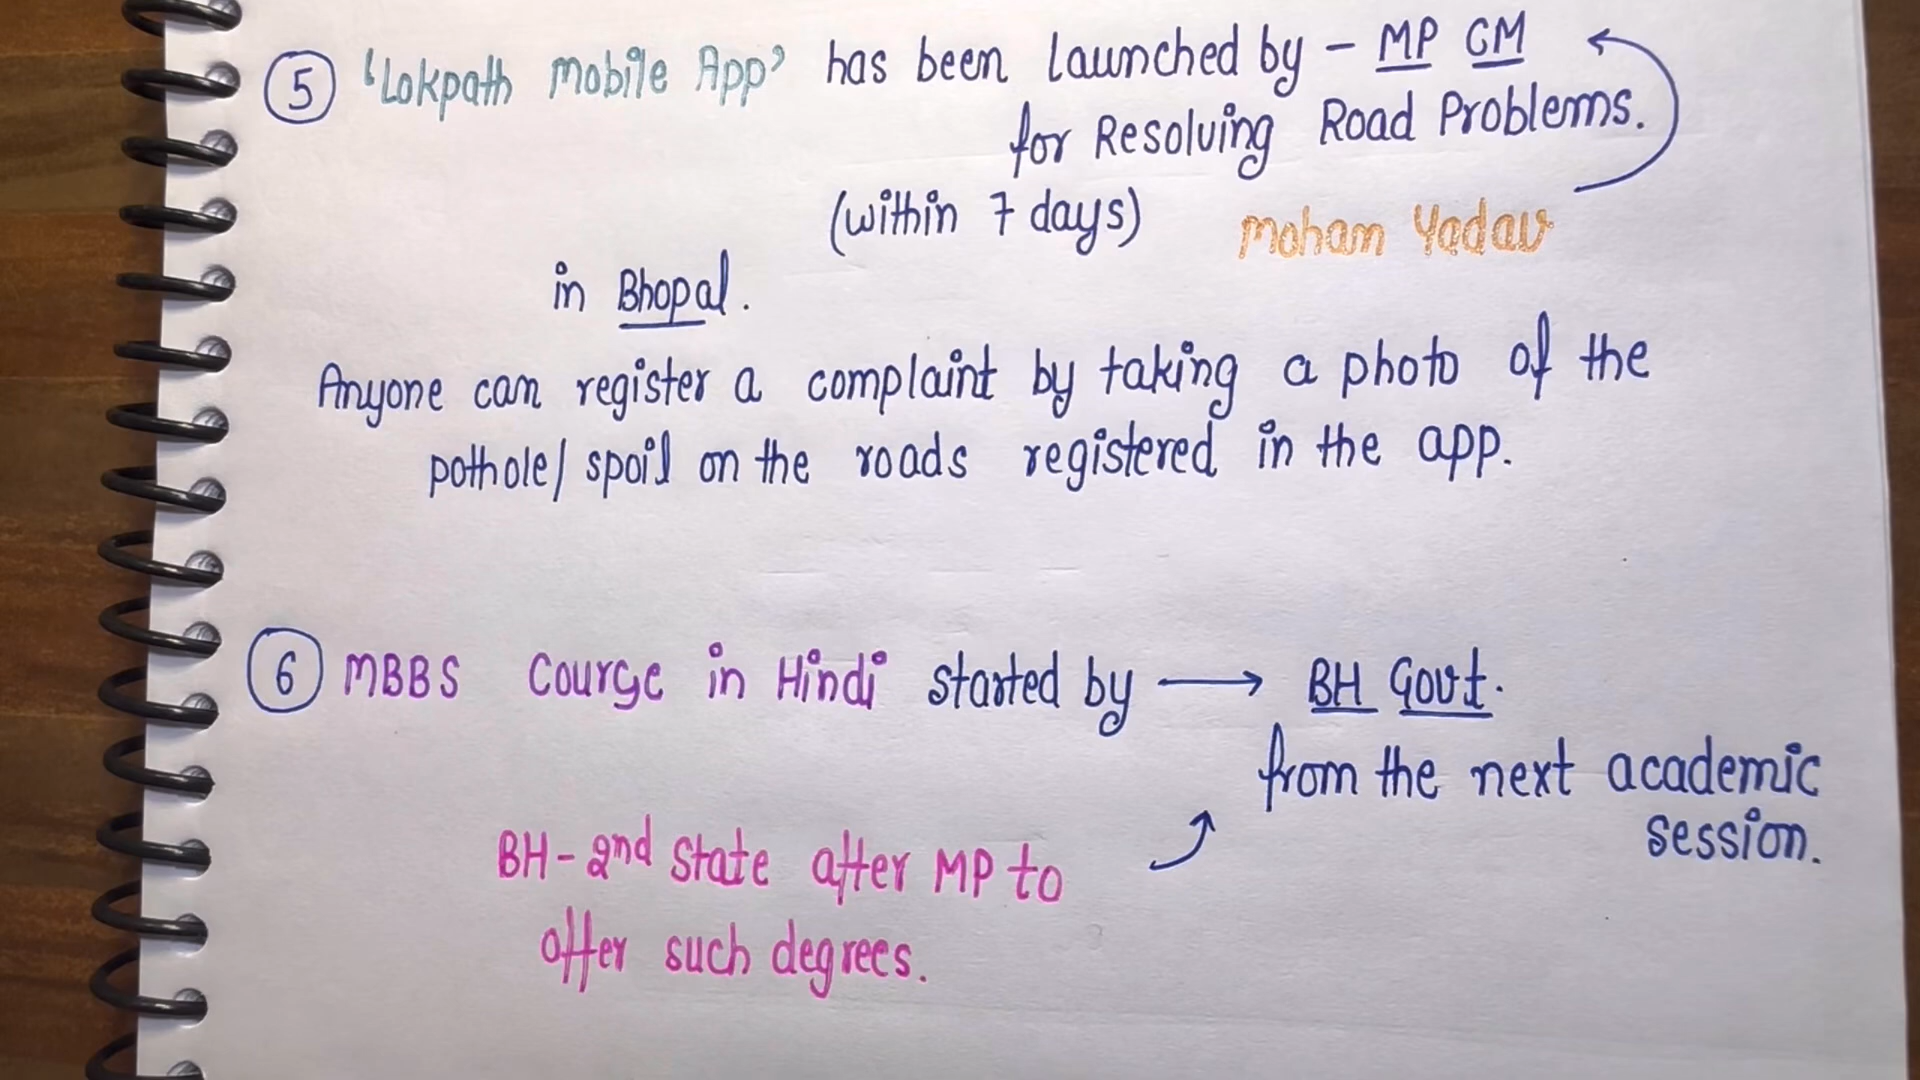 5 'Lokpath Mobile App' has been launched by - MP CM
for Resolving Road Problems.
(within 7 days) Mohan Yadav
in Bhopal.
Anyone can register a complaint by taking a photo of the
pothole/ spoil on the roads registered in the app.
6 MBBS Course in Hindi started by → BH Govt.
from the next academic
session.
BH - 2nd State after MP to
offer such degrees.